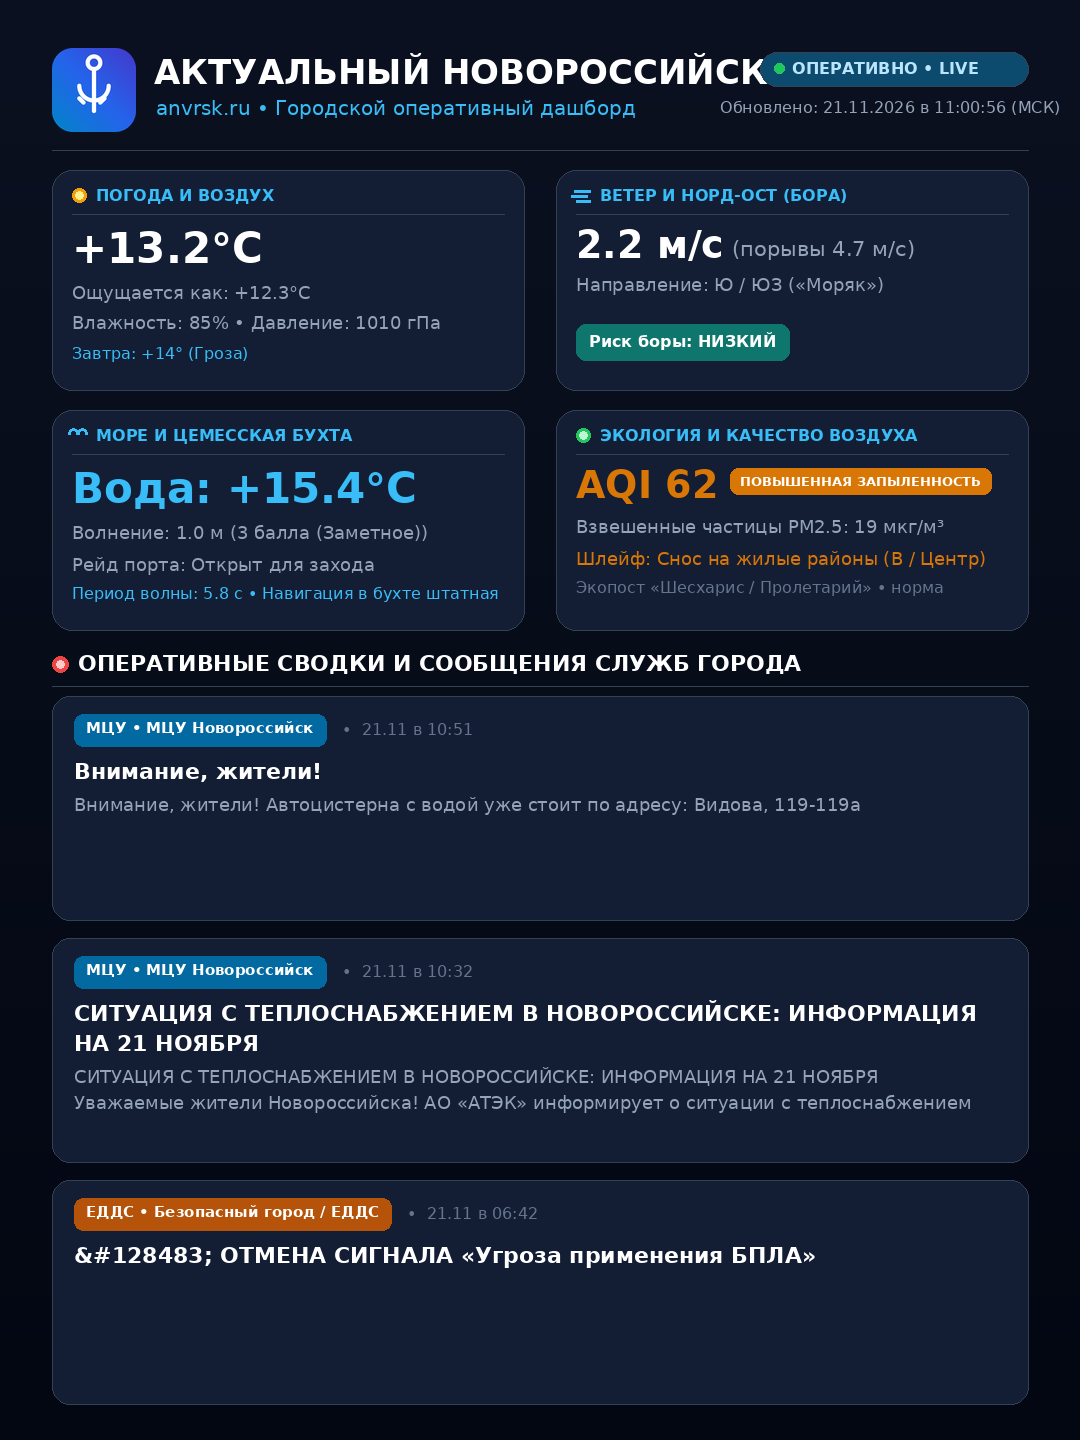 АКТУАЛЬНЫЙ НОВОРОССИЙСК
ОПЕРАТИВНО • LIVE
anvrsk.ru • Городской оперативный дашборд
Обновлено: 21.11.2026 в 11:00:56 (МСК)
ПОГОДА И ВОЗДУХ
+13.2°C
Ощущается как: +12.3°C
Влажность: 85% • Давление: 1010 гПа
Завтра: +14° (Гроза)
ВЕТЕР И НОРД-ОСТ (БОРА)
2.2 м/с (порывы 4.7 м/с)
Направление: Ю / ЮЗ («Моряк»)
Риск боры: НИЗКИЙ
МОРЕ И ЦЕМЕССКАЯ БУХТА
Вода: +15.4°C
Волнение: 1.0 м (3 балла (Заметное))
Рейд порта: Открыт для захода
Период волны: 5.8 с • Навигация в бухте штатная
ЭКОЛОГИЯ И КАЧЕСТВО ВОЗДУХА
AQI 62 ПОВЫШЕННАЯ ЗАПЫЛЕННОСТЬ
Взвешенные частицы PM2.5: 19 мкг/м³
Шлейф: Снос на жилые районы (В / Центр)
Экопост «Шесхарис / Пролетарий» • норма
ОПЕРАТИВНЫЕ СВОДКИ И СООБЩЕНИЯ СЛУЖБ ГОРОДА
МЦУ • МЦУ Новороссийск • 21.11 в 10:51
Внимание, жители!
Внимание, жители! Автоцистерна с водой уже стоит по адресу: Видова, 119-119а
МЦУ • МЦУ Новороссийск • 21.11 в 10:32
СИТУАЦИЯ С ТЕПЛОСНАБЖЕНИЕМ В НОВОРОССИЙСКЕ: ИНФОРМАЦИЯ
НА 21 НОЯБРЯ
СИТУАЦИЯ С ТЕПЛОСНАБЖЕНИЕМ В НОВОРОССИЙСКЕ: ИНФОРМАЦИЯ НА 21 НОЯБРЯ
Уважаемые жители Новороссийска! АО «АТЭК» информирует о ситуации с теплоснабжением
ЕДДС • Безопасный город / ЕДДС • 21.11 в 06:42
&#128483; ОТМЕНА СИГНАЛА «Угроза применения БПЛА»